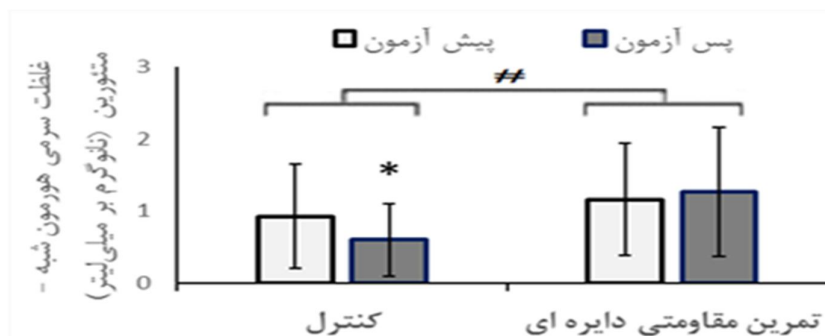 پیش آزمون
پس آزمون
غلظت سرمی هورمون شبه -
متئورین (نانوگرم بر میلی‌لیتر)
3
2
1
0
##
*
کنترل
تمرین مقاومتی دایره ای